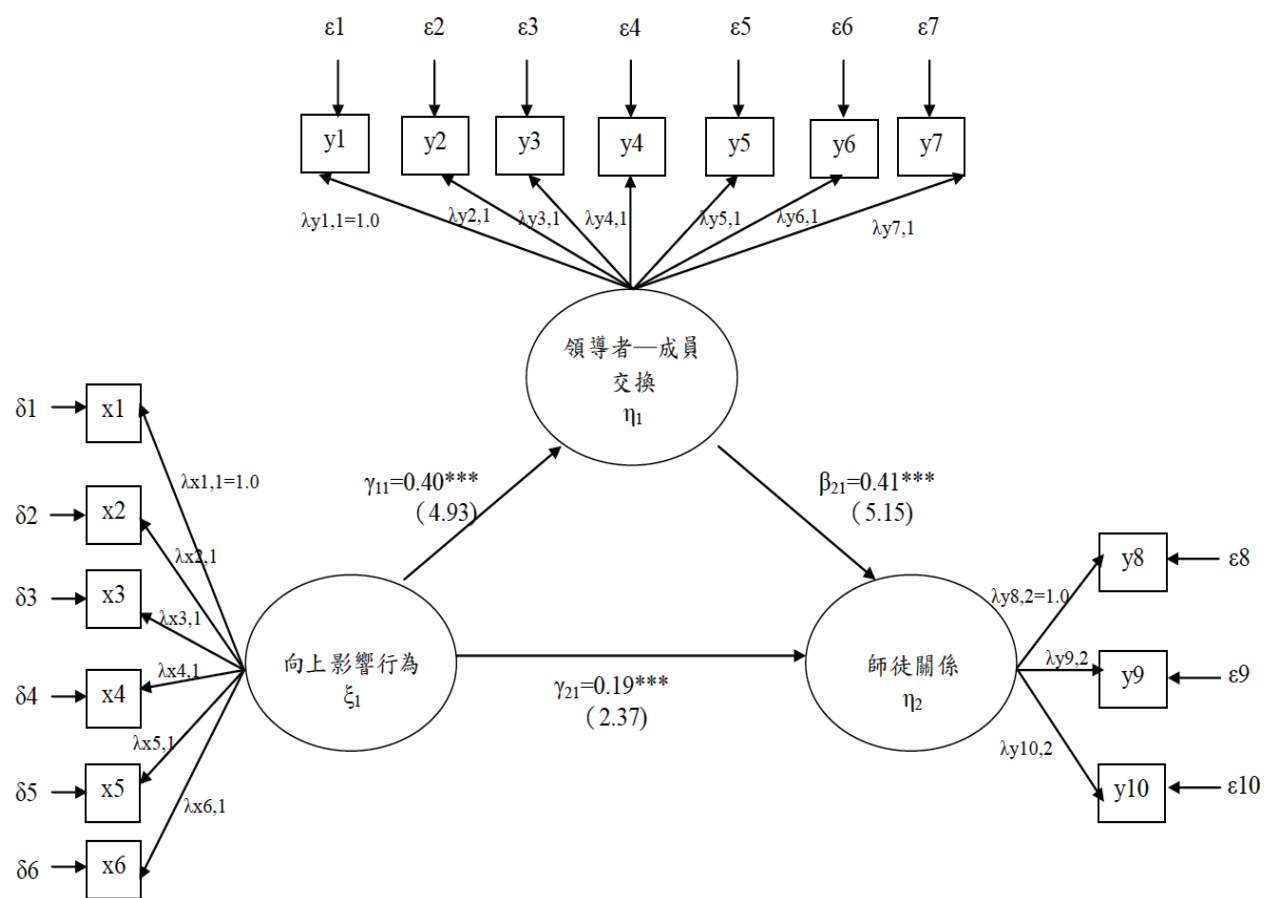 ε1 ε2 ε3 ε4 ε5 ε6 ε7
y1 y2 y3 y4 y5 y6 y7
λy1,1=1.0 λy2,1 λy3,1 λy4,1 λy5,1 λy6,1 λy7,1
領導者—成員
交換
η₁
δ1 x1
λx1,1=1.0
δ2 x2
λx2,1
δ3 x3
λx3,1
δ4 x4
λx4,1
δ5 x5
λx5,1
δ6 x6
λx6,1
γ₁₁=0.40***
(4.93)
β₂₁=0.41***
(5.15)
向上影響行為
ξ₁
γ₂₁=0.19***
(2.37)
師徒關係
η₂
λy8,2=1.0
y8 ε8
λy9,2
y9 ε9
λy10,2
y10 ε10